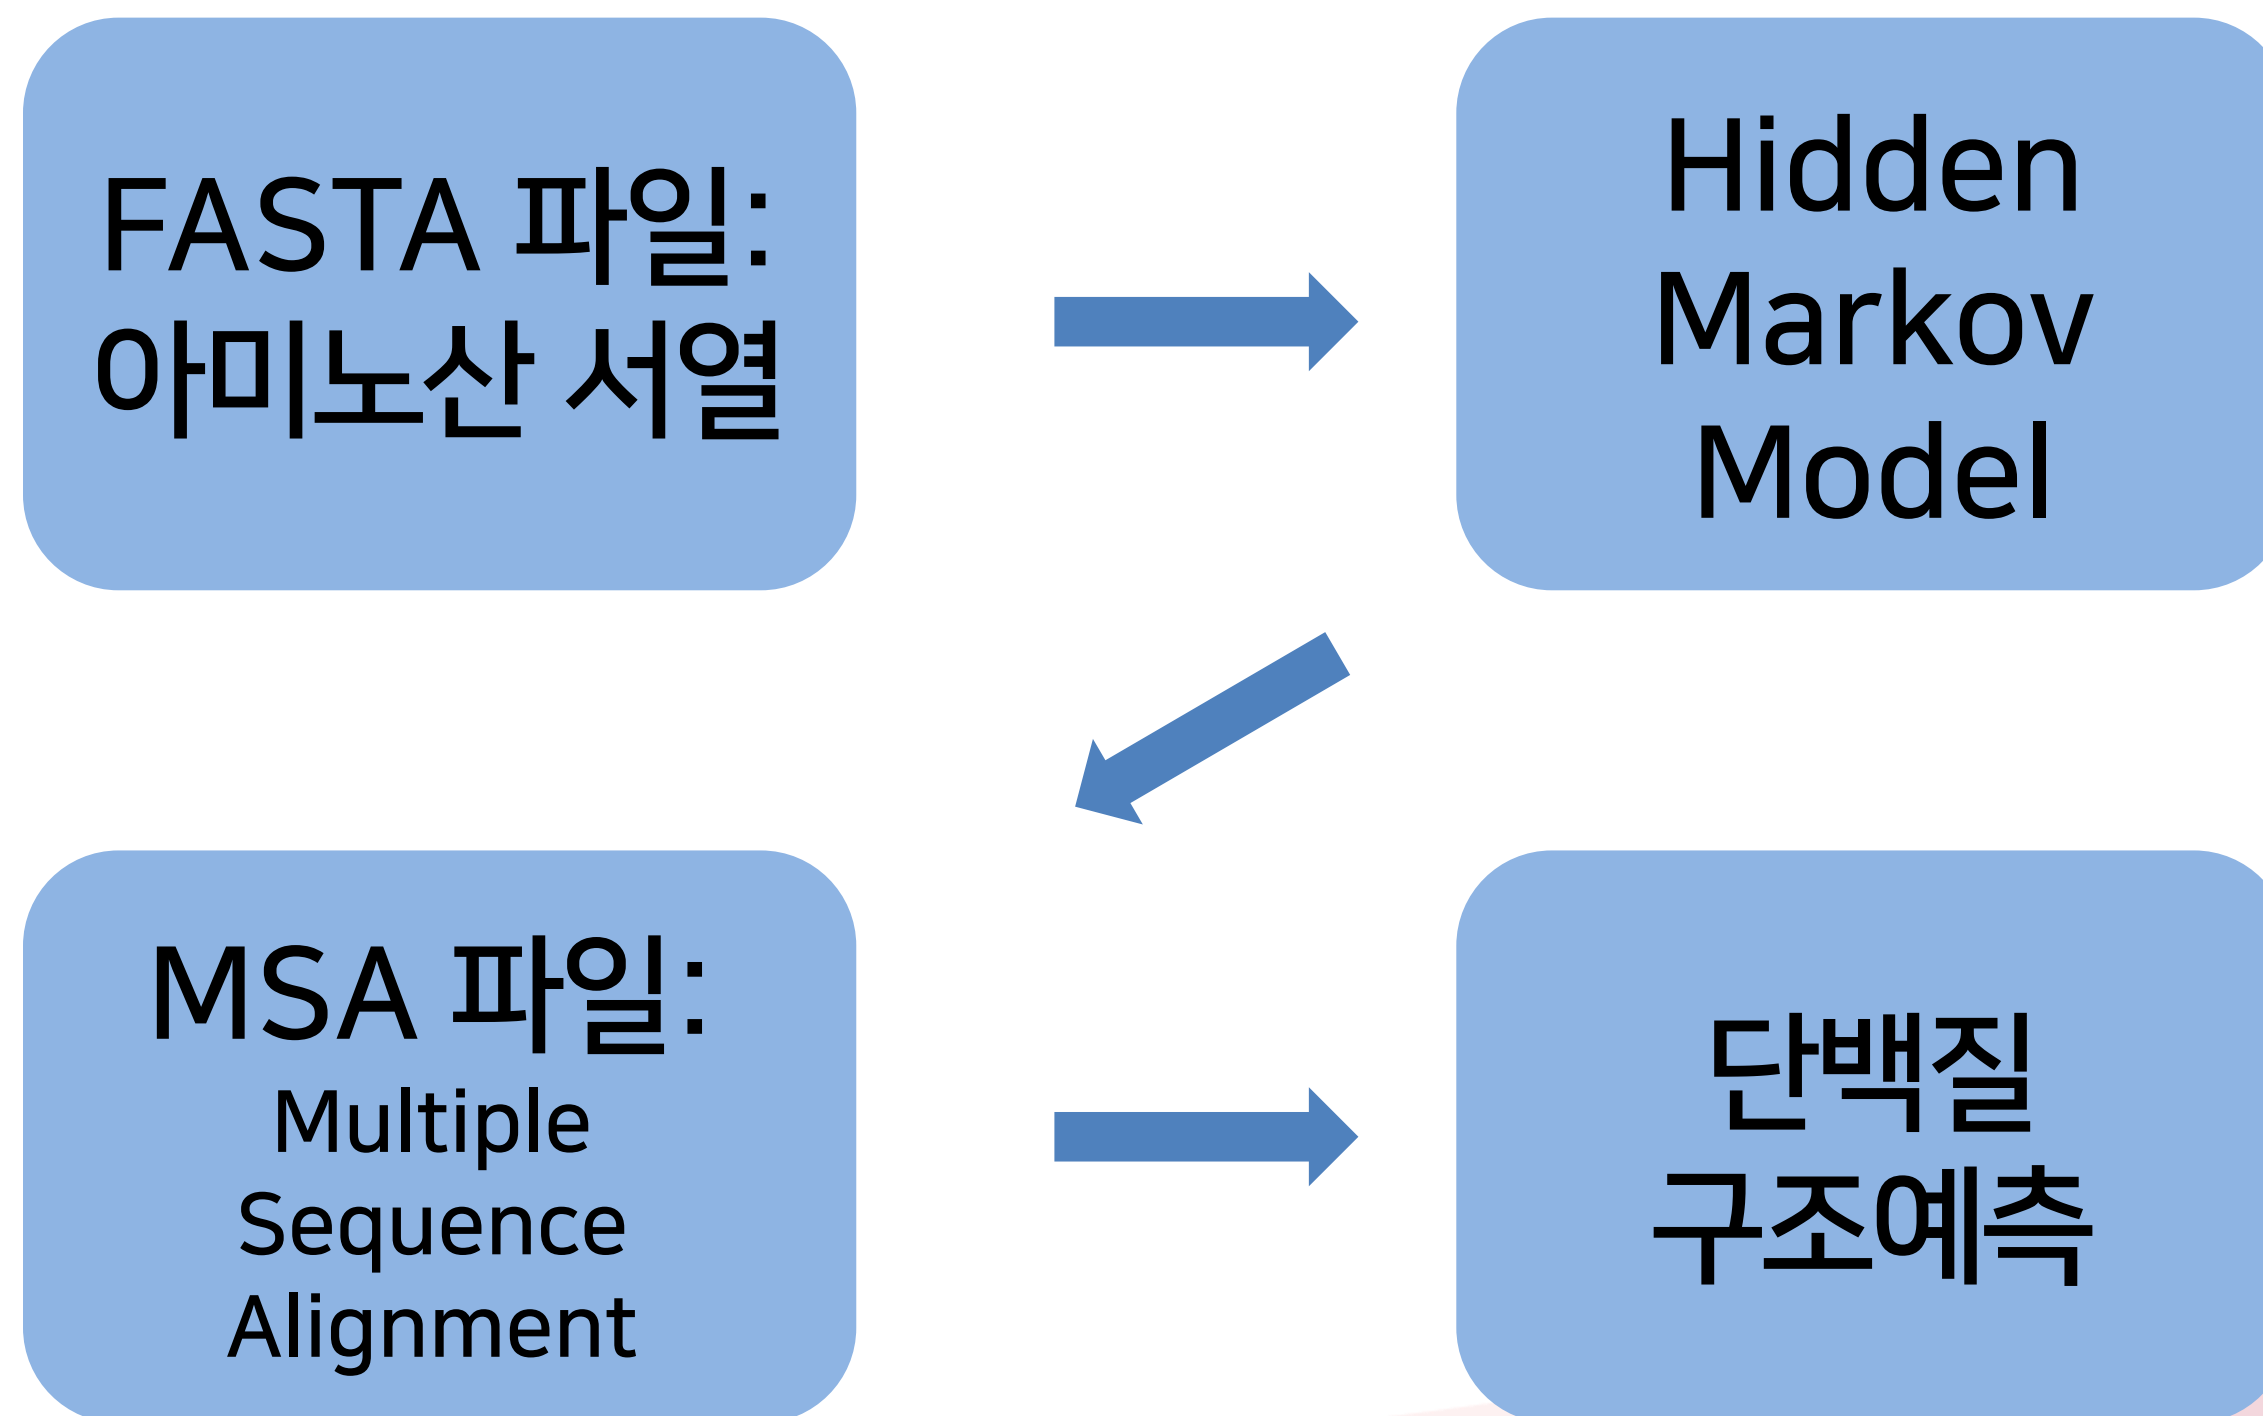 FASTA 파일:
아미노산 서열
Hidden
Markov
Model
MSA 파일:
Multiple
Sequence
Alignment
단백질
구조예측